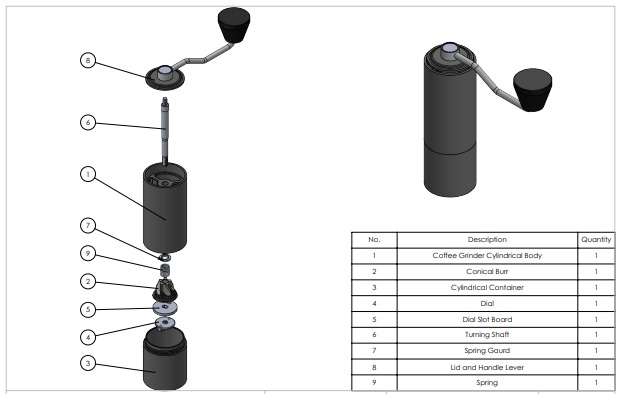 8
6
1
7
9
2
5
4
3
No. Description Quantity
1 Coffee Grinder Cylindrical Body 1
2 Conical Burr 1
3 Cylindrical Container 1
4 Dial 1
5 Dial Slot Board 1
6 Turning Shaft 1
7 Spring Gaurd 1
8 Lid and Handle Lever 1
9 Spring 1